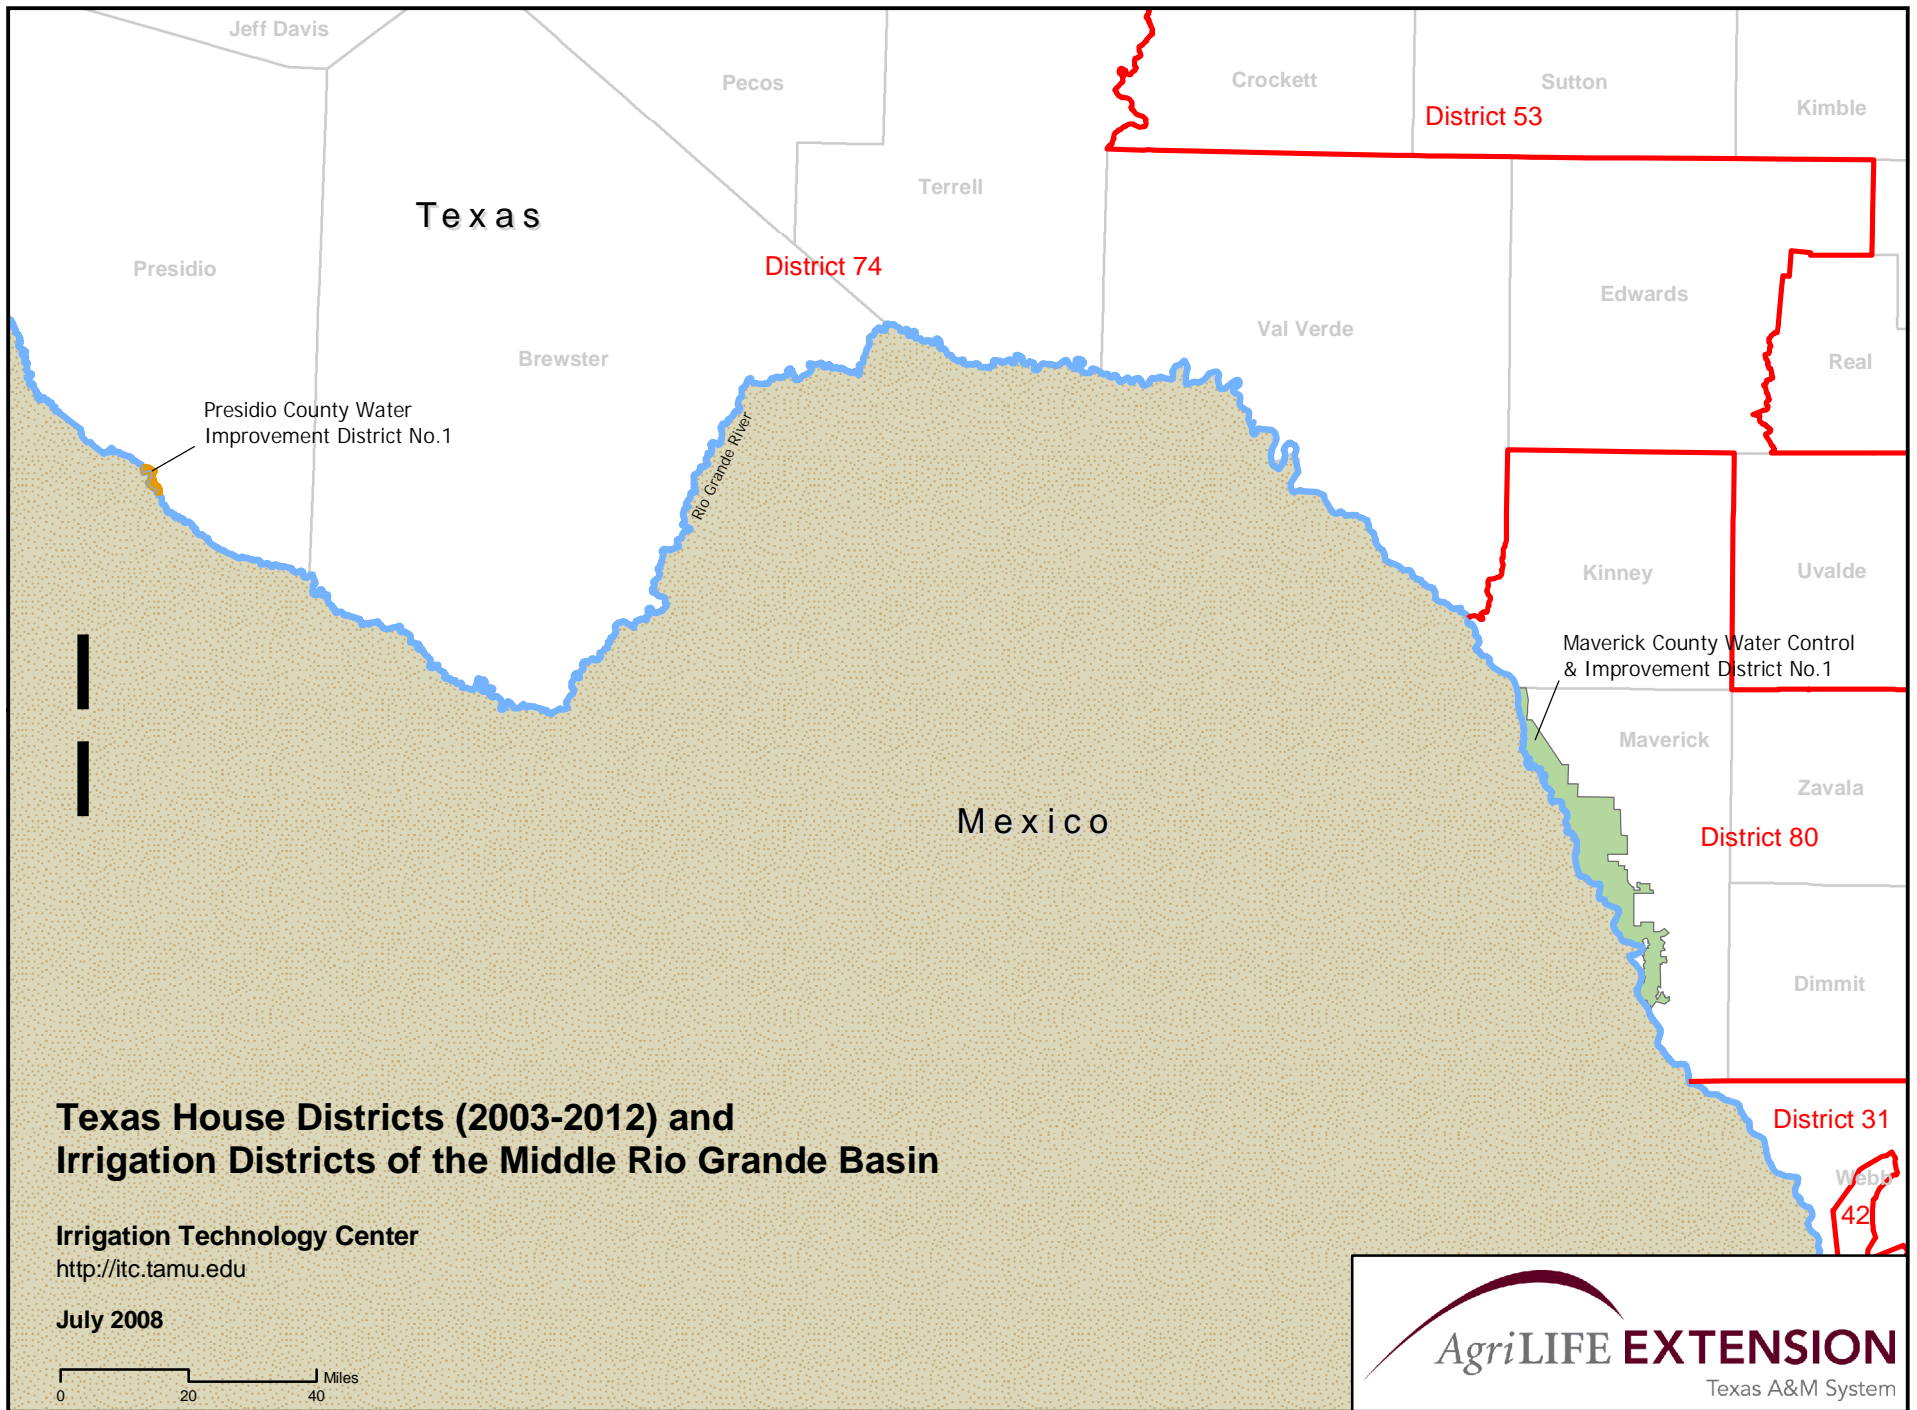 Jeff Davis
Pecos
Crockett
Sutton
Kimble
District 53
Terrell
Texas
Presidio
District 74
Edwards
Val Verde
Brewster
Real
Presidio County Water
Improvement District No.1
Rio Grande River
Kinney
Uvalde
Maverick County Water Control
& Improvement District No.1
Maverick
Zavala
Mexico
District 80
Dimmit
Texas House Districts (2003-2012) and
Irrigation Districts of the Middle Rio Grande Basin
District 31
Webb
42
Irrigation Technology Center
http://itc.tamu.edu
July 2008
Miles
0 20 40
AgriLIFE EXTENSION
Texas A&M System